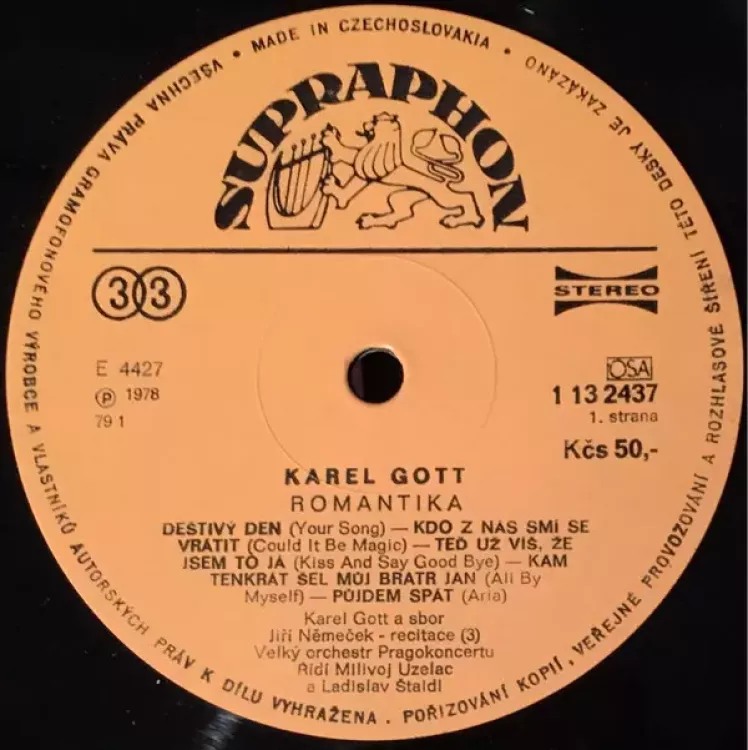 VŠECHNA PRÁVA GRAMOFONOVÉHO VÝROBCE A VLASTNÍKŮ AUTORSKÝCH PRÁV K DÍLU VYHRAŽENA. POŘIZOVÁNÍ KOPIÍ, VEŘEJNÉ PROVOZOVÁNÍ A ROZHLASOVÉ ŠÍŘENÍ TÉTO DESKY JE ZAKÁZÁNO • MADE IN CZECHOSLOVAKIA •
SUPRAPHON
33
STEREO
E 4427
OSA
Ⓟ 1978
1 13 2437
79 1
1. strana
Kčs 50,-
KAREL GOTT
ROMANTIKA
DEŠTIVÝ DEN (Your Song) — KDO Z NÁS SMÍ SE
VRÁTIT (Could It Be Magic) — TEĎ UŽ VÍŠ, ŽE
JSEM TO JÁ (Kiss And Say Good Bye) — KAM
TENKRÁT ŠEL MŮJ BRATR JAN (All By
Myself) — PŮJDEM SPÁT (Aria)
Karel Gott a sbor
Jiří Němeček - recitace (3)
Velký orchestr Pragokoncertu
Řídí Milivoj Uzelac
a Ladislav Štaidl